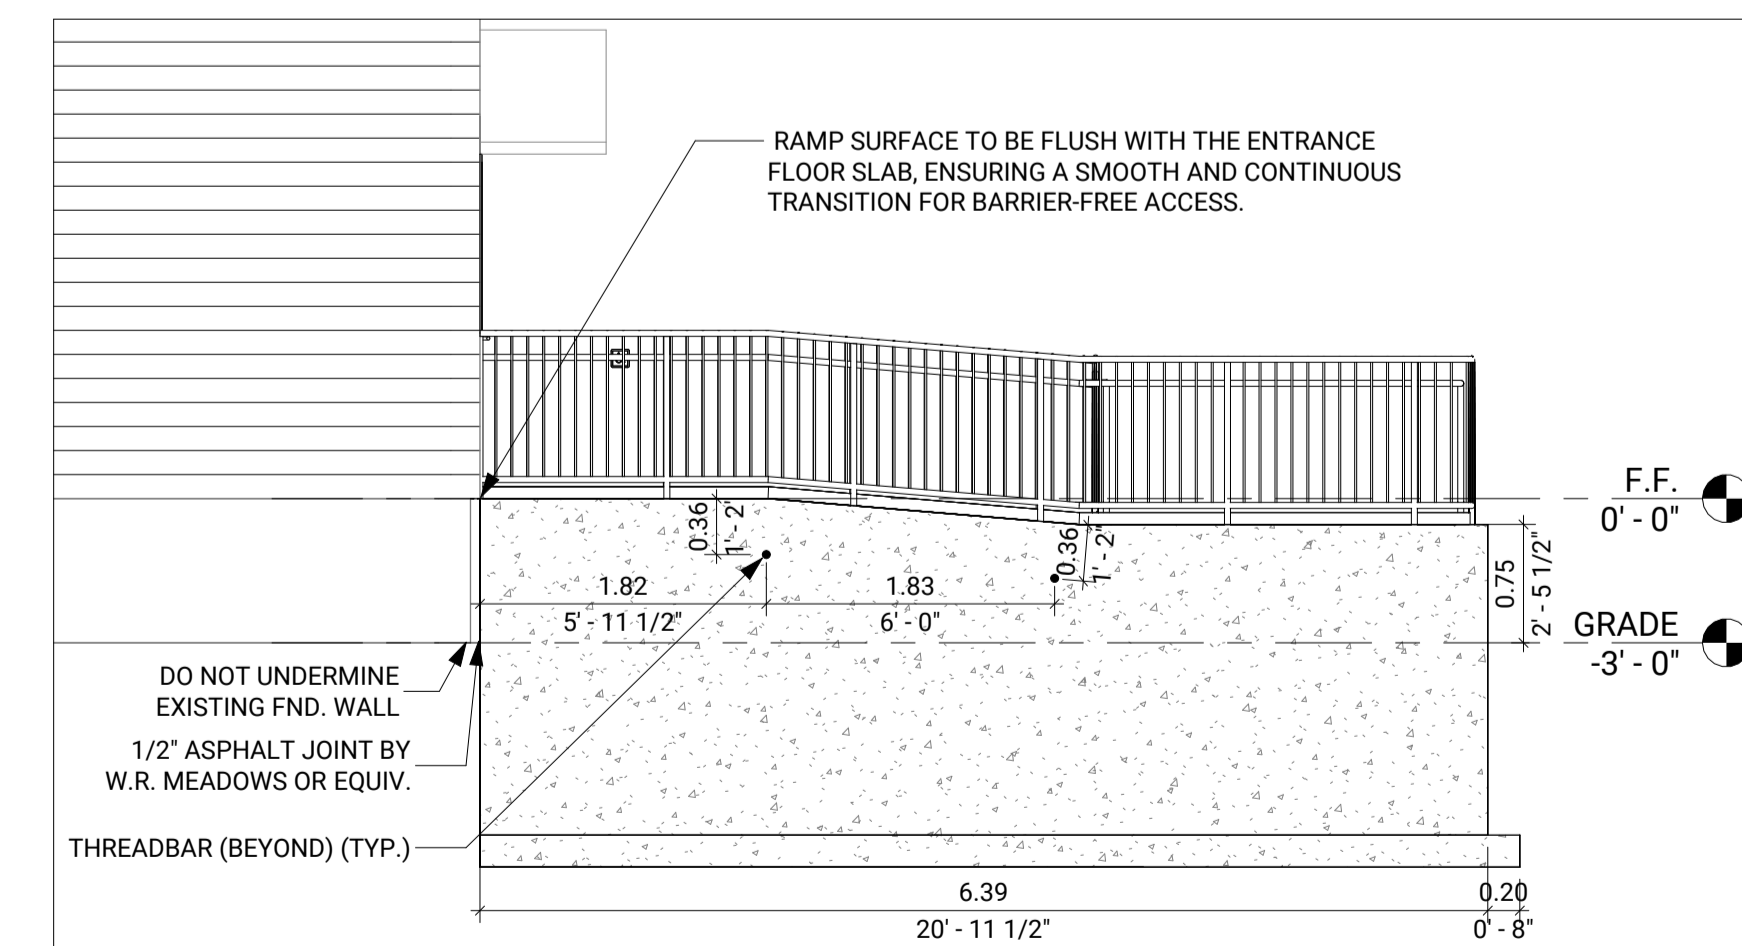 RAMP SURFACE TO BE FLUSH WITH THE ENTRANCE
FLOOR SLAB, ENSURING A SMOOTH AND CONTINUOUS
TRANSITION FOR BARRIER-FREE ACCESS.
F.F.
0' - 0"
0.36
1' - 2"
0.36
1' - 2"
1.82
5' - 11 1/2"
1.83
6' - 0"
0.75
2' - 5 1/2"
GRADE
-3' - 0"
DO NOT UNDERMINE
EXISTING FND. WALL
1/2" ASPHALT JOINT BY
W.R. MEADOWS OR EQUIV.
THREADBAR (BEYOND) (TYP.)
6.39
20' - 11 1/2"
0.20
0' - 8"